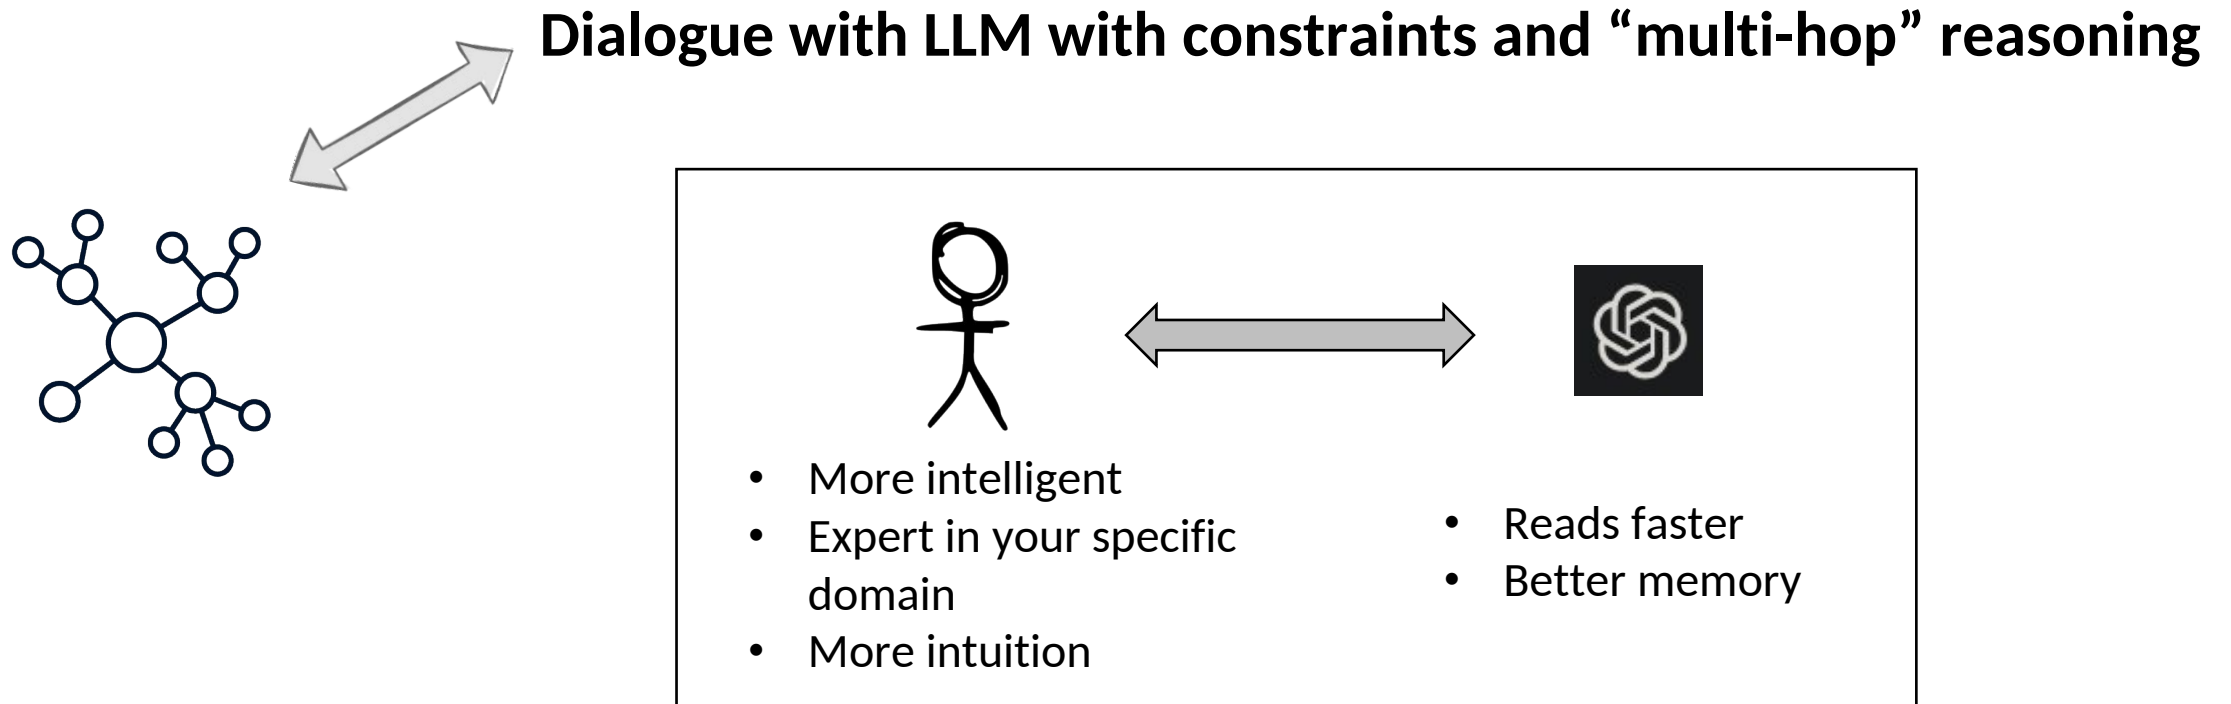 Dialogue with LLM with constraints and “multi-hop” reasoning
• More intelligent
• Expert in your specific
domain
• More intuition
• Reads faster
• Better memory